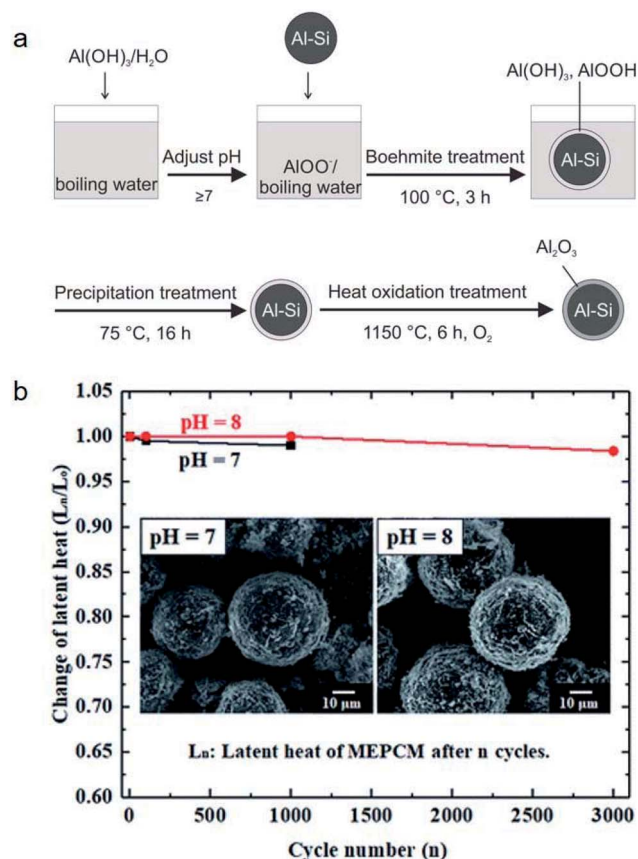 a
Al(OH)₃/H₂O
boiling water
Adjust pH
≥7
Al-Si
AlOO⁻/
boiling water
Boehmite treatment
100 °C, 3 h
Al(OH)₃, AlOOH
Al-Si
Precipitation treatment
75 °C, 16 h
Al-Si
Heat oxidation treatment
1150 °C, 6 h, O₂
Al₂O₃
Al-Si
b
Change of latent heat (Lₙ/Lₒ)
1.05
1.00
0.95
0.90
0.85
0.80
0.75
0.70
0.65
0.60
pH = 8
pH = 7
pH = 7
10 μm
pH = 8
10 μm
Lₙ: Latent heat of MEPCM after n cycles.
0
500
1000
1500
2000
2500
3000
Cycle number (n)